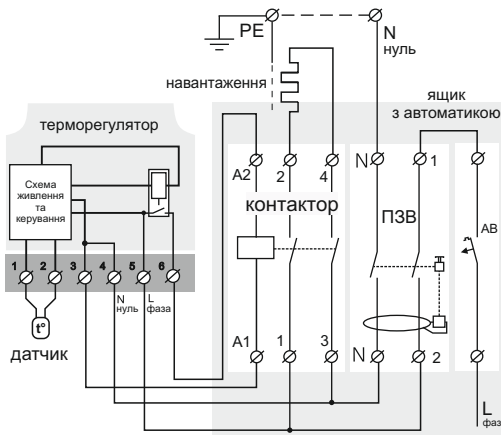 PE
N
нуль
навантаження
ящик
з автоматикою
терморегулятор
Схема
живлення
та
керування
A2
2
4
N
1
контактор
ПЗВ
АВ
1
2
3
4
5
6
N
нуль
L
фаза
t°
датчик
A1
1
3
N
2
L
фаза